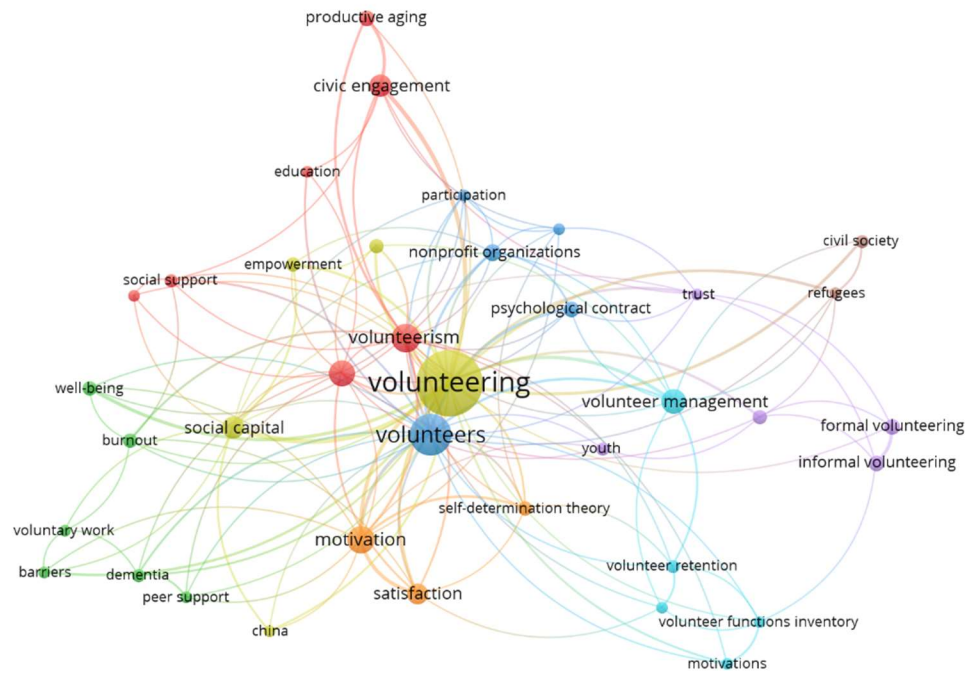 productive aging
civic engagement
education
participation
civil society
nonprofit organizations
empowerment
social support
trust
refugees
psychological contract
volunteerism
volunteering
well-being
volunteer management
social capital
volunteers
formal volunteering
burnout
youth
informal volunteering
self-determination theory
voluntary work
motivation
volunteer retention
barriers
dementia
satisfaction
peer support
volunteer functions inventory
china
motivations